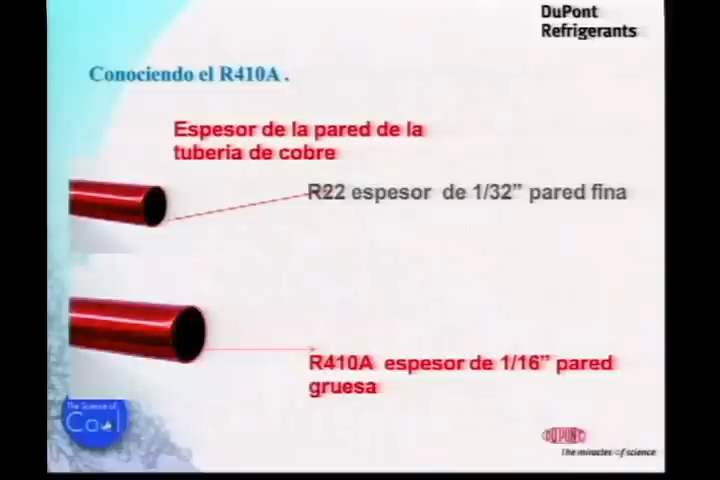 DuPont
Refrigerants
Conociendo el R410A .
Espesor de la pared de la
tuberia de cobre
R22 espesor de 1/32" pared fina
R410A espesor de 1/16" pared
gruesa
The Science of
Cool
DUPONT
The miracles of science